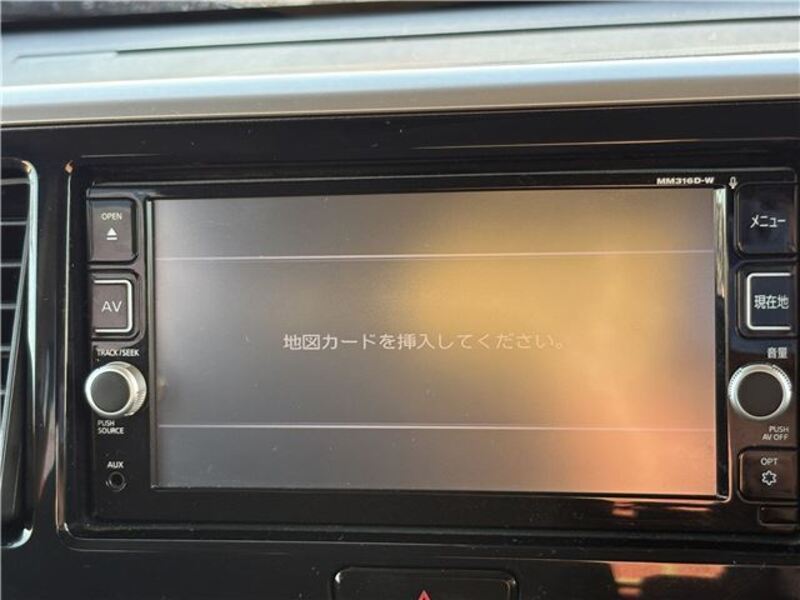 MM316D-W
OPEN
メニュー
AV
現在地
地図カードを挿入してください。
TRACK/SEEK
音量
PUSH
SOURCE
PUSH
AV OFF
AUX
OPT